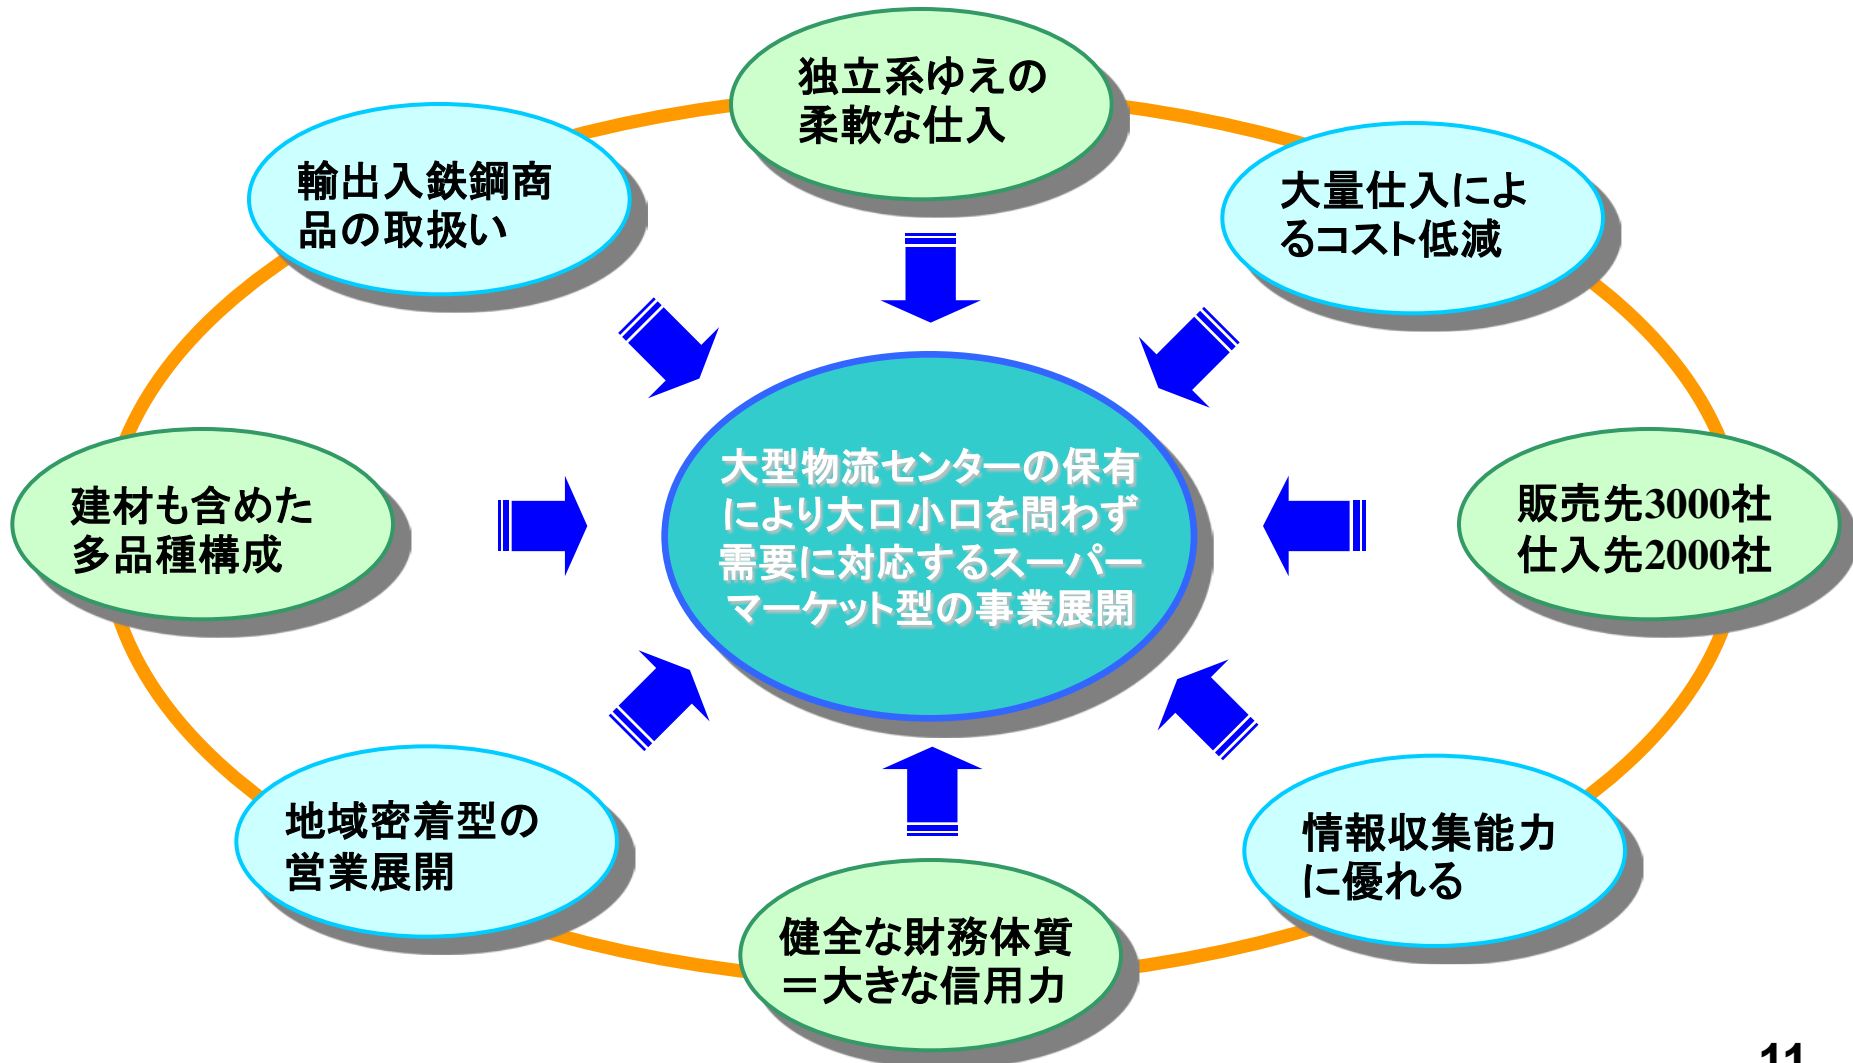 独立系ゆえの
柔軟な仕入
輸出入鉄鋼商
品の取扱い
大量仕入によ
るコスト低減
建材も含めた
多品種構成
大型物流センターの保有
により大口小口を問わず
需要に対応するスーパー
マーケット型の事業展開
販売先3000社
仕入先2000社
地域密着型の
営業展開
情報収集能力
に優れる
健全な財務体質
＝大きな信用力
11